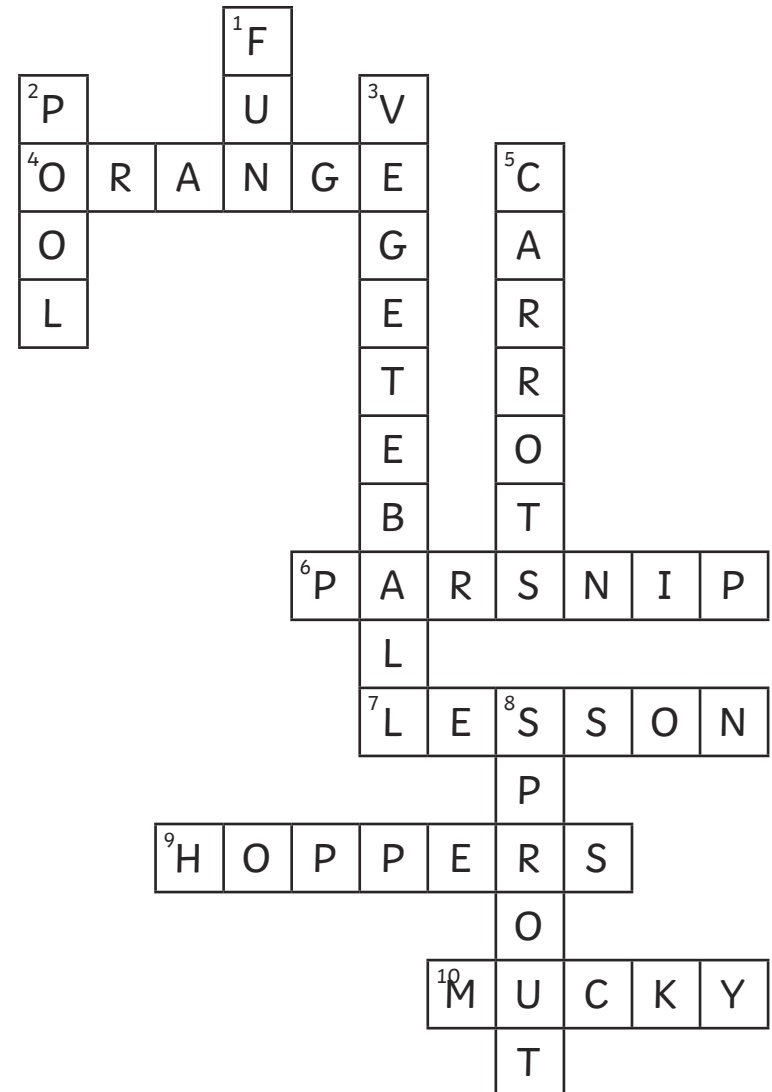 1 F
2 P U 3 V
4 O R A N G E 5 C
O G A
L E R
T R
E O
B T
6 P A R S N I P
L
7 L E 8 S S O N
P
9 H O P P E R S
O
10 M U C K Y
T